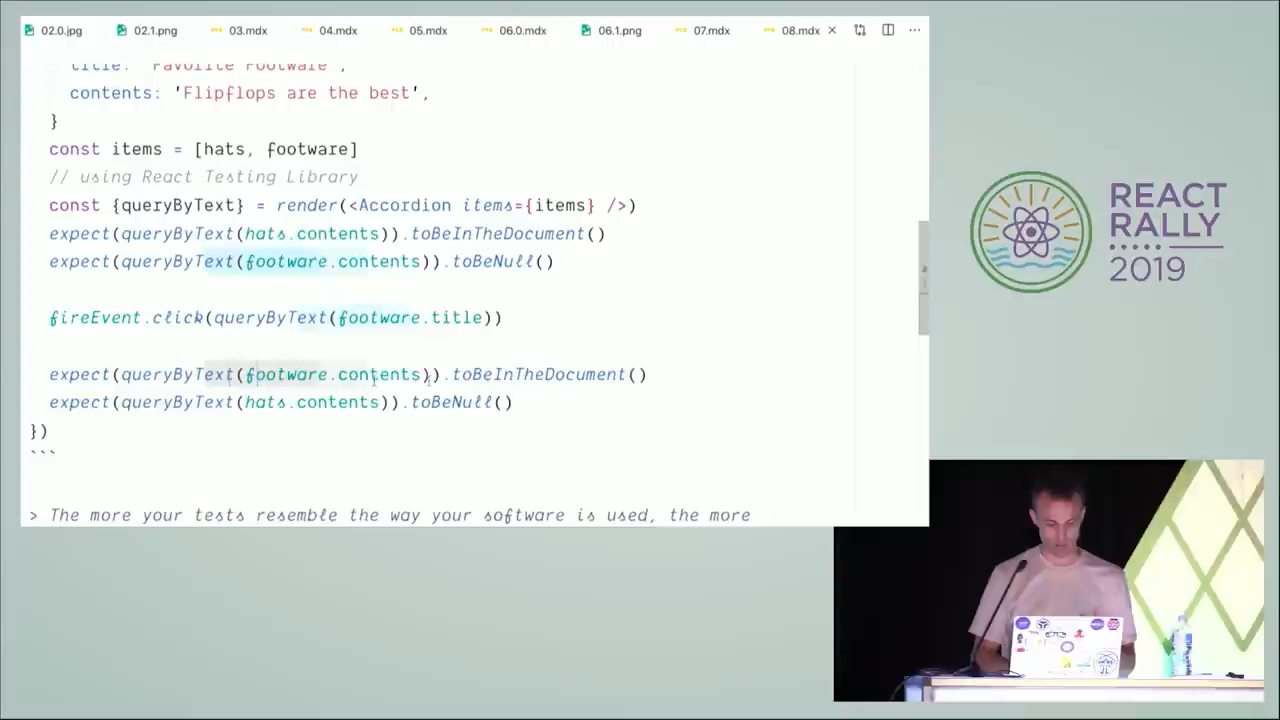 02.0.jpg 02.1.png 03.mdx 04.mdx 05.mdx 06.0.mdx 06.1.png 07.mdx 08.mdx
title: 'Favorite Footware',
contents: 'Flipflops are the best',
}
const items = [hats, footware]
// using React Testing Library
const {queryByText} = render(<Accordion items={items} />)
expect(queryByText(hats.contents)).toBeInTheDocument()
expect(queryByText(footware.contents)).toBeNull()
fireEvent.click(queryByText(footware.title))
expect(queryByText(footware.contents)).toBeInTheDocument()
expect(queryByText(hats.contents)).toBeNull()
})
```
> The more your tests resemble the way your software is used, the more
REACT
RALLY
2019